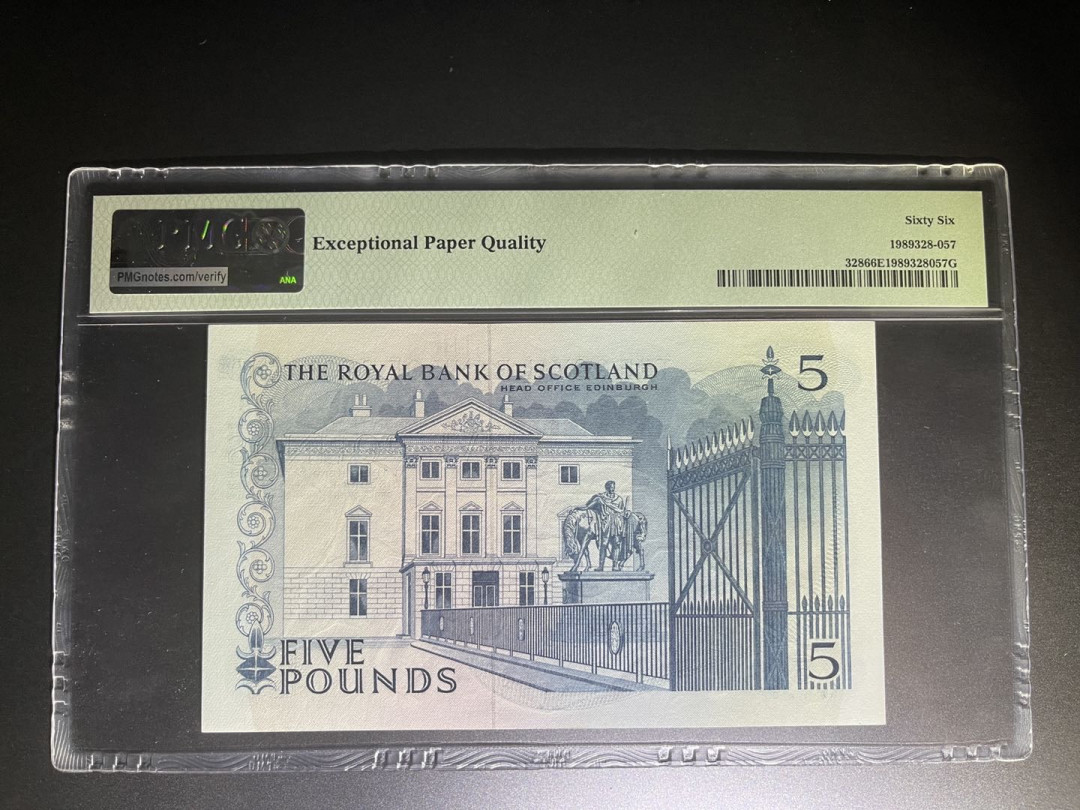 PMG
PMGnotes.com/verify
ANA
Exceptional Paper Quality
Sixty Six
1989328-057
32866E1989328057G
THE ROYAL BANK OF SCOTLAND
HEAD OFFICE EDINBURGH
5
FIVE
POUNDS
5